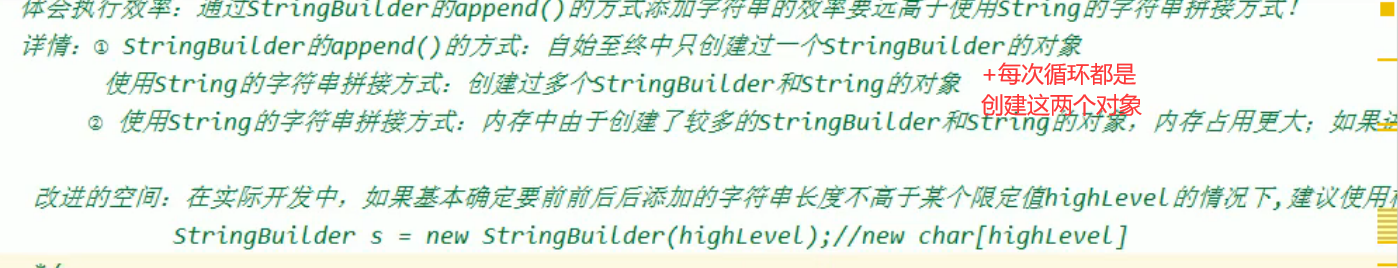 体会执行效率：通过StringBuilder的append()的方式添加字符串的效率要远高于使用String的字符串拼接方式！
详情：① StringBuilder的append()的方式：自始至终中只创建过一个StringBuilder的对象
使用String的字符串拼接方式：创建过多个StringBuilder和String的对象
+每次循环都是
创建这两个对象
② 使用String的字符串拼接方式：内存中由于创建了较多的StringBuilder和String的对象，内存占用更大；如果
改进的空间：在实际开发中，如果基本确定要前前后后添加的字符串长度不高于某个限定值highLevel的情况下,建议使用
StringBuilder s = new StringBuilder(highLevel);//new char[highLevel]
*/